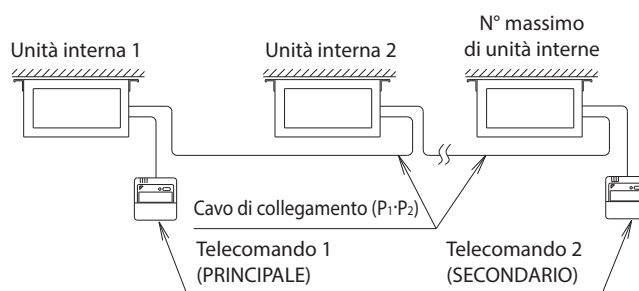 Unità interna 1
Unità interna 2
N° massimo
di unità interne
Cavo di collegamento (P₁·P₂)
Telecomando 1
(PRINCIPALE)
Telecomando 2
(SECONDARIO)